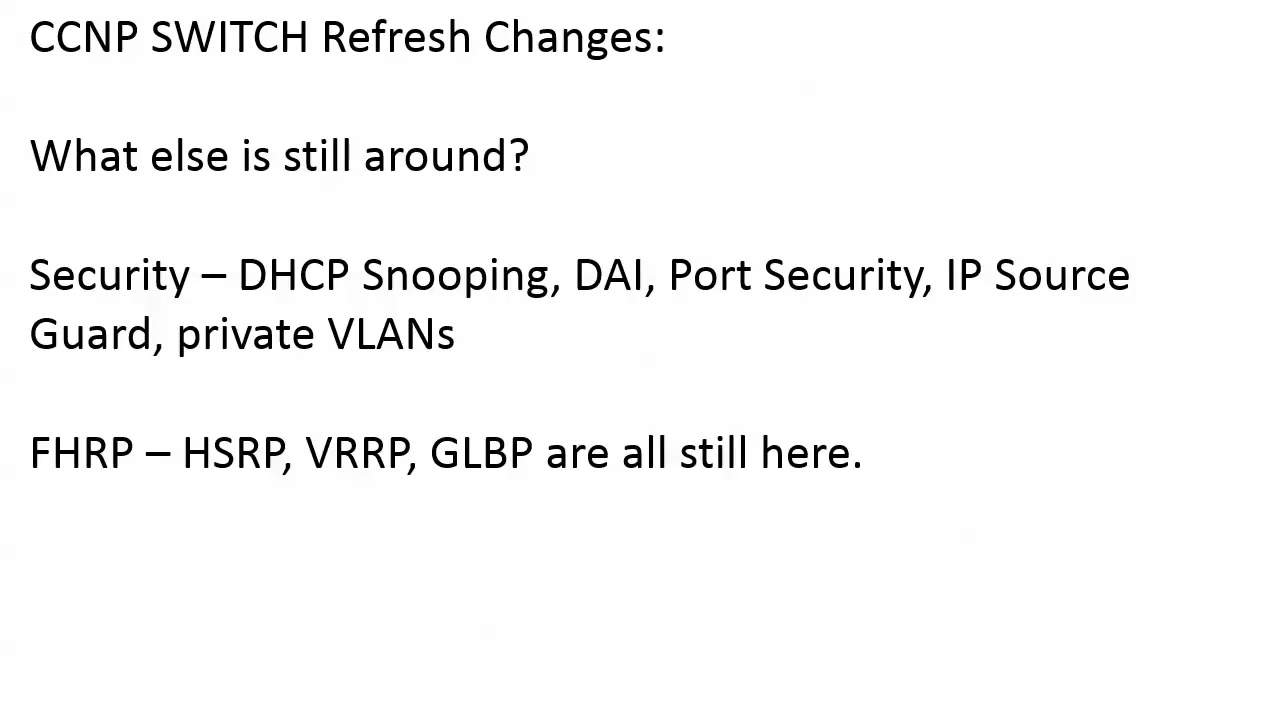 CCNP SWITCH Refresh Changes:
What else is still around?
Security – DHCP Snooping, DAI, Port Security, IP Source
Guard, private VLANs
FHRP – HSRP, VRRP, GLBP are all still here.